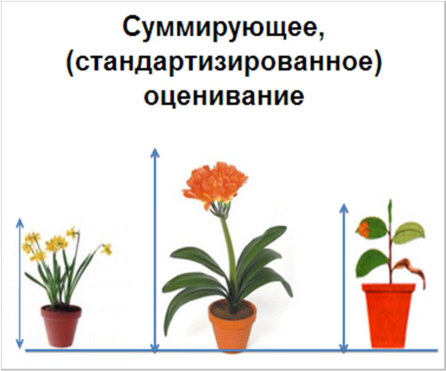 Суммирующее,
(стандартизированное)
оценивание